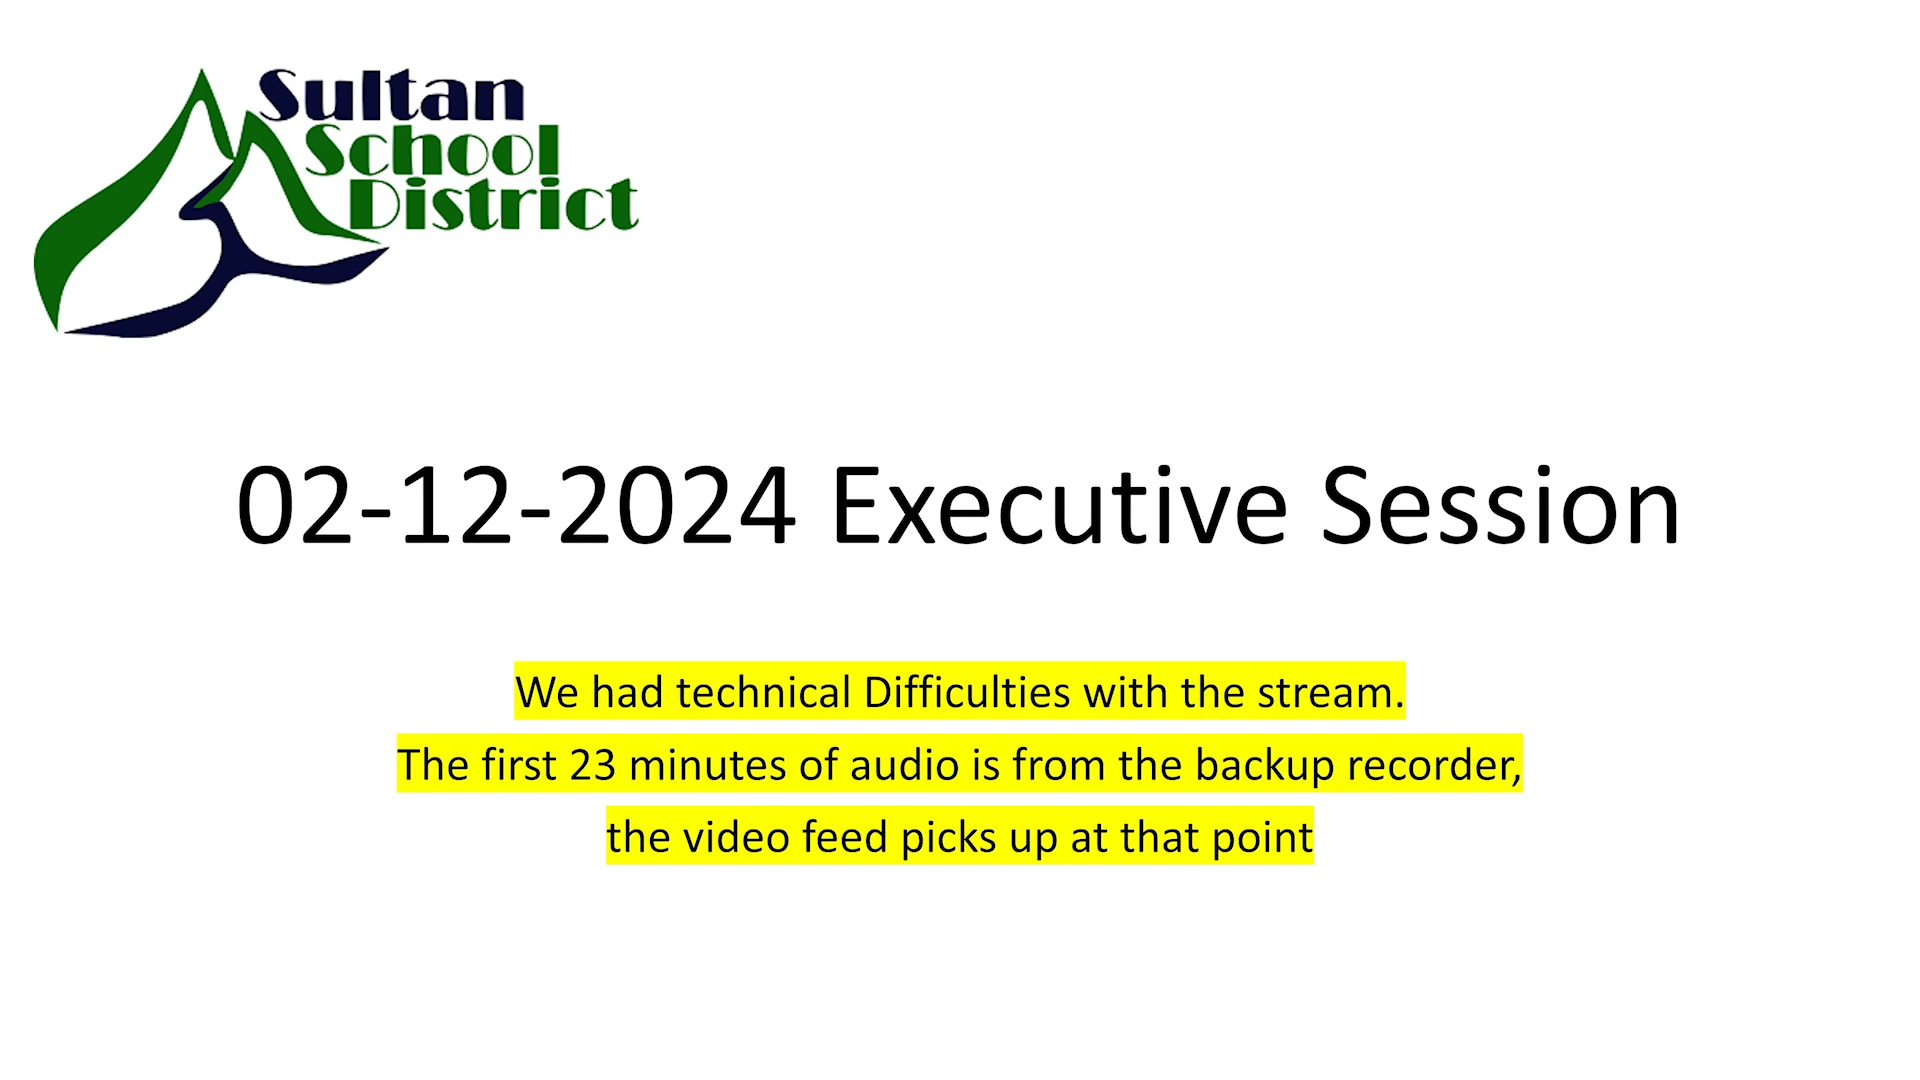 Sultan
School
District
02-12-2024 Executive Session
We had technical Difficulties with the stream.
The first 23 minutes of audio is from the backup recorder,
the video feed picks up at that point